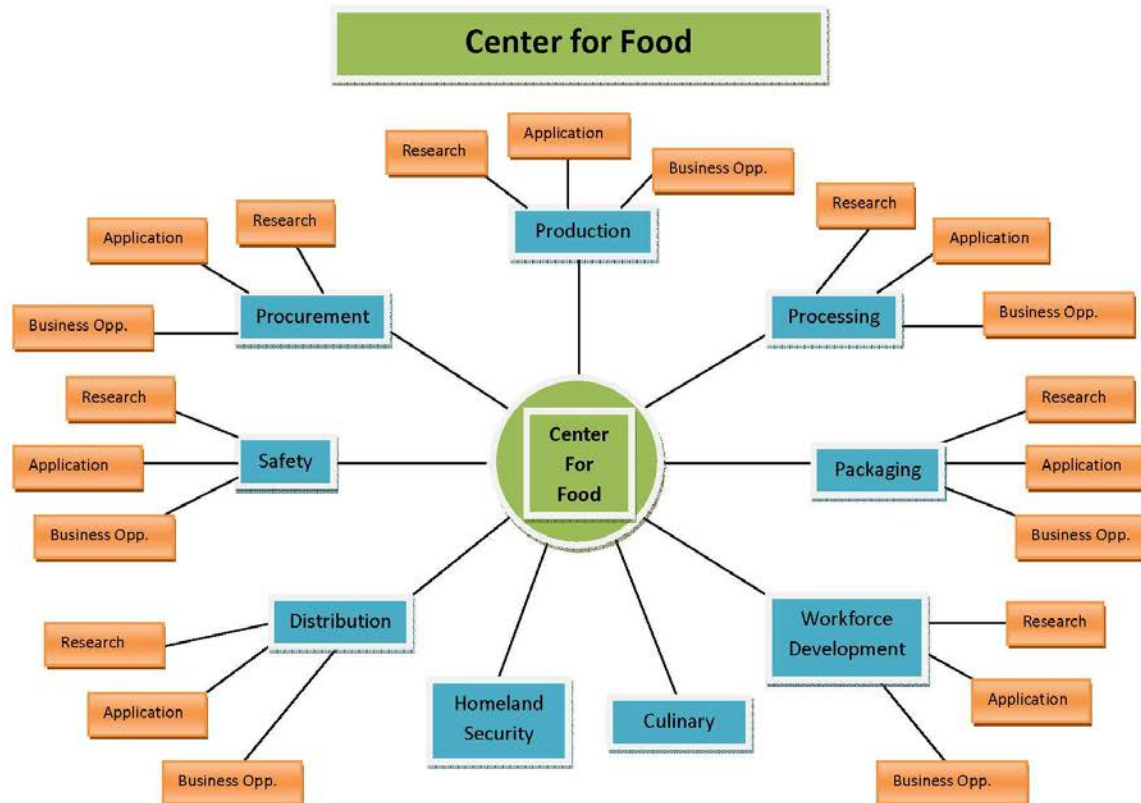 Center for Food
Application
Research
Business Opp.
Production
Research
Application
Procurement
Business Opp.
Research
Application
Processing
Business Opp.
Research
Application
Safety
Business Opp.
Center
For
Food
Research
Packaging
Application
Business Opp.
Distribution
Research
Application
Business Opp.
Homeland
Security
Culinary
Workforce
Development
Research
Application
Business Opp.